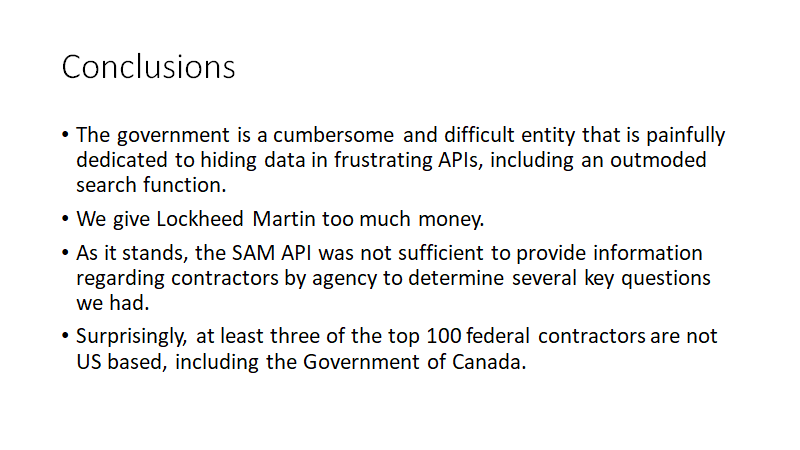 Conclusions
• The government is a cumbersome and difficult entity that is painfully
dedicated to hiding data in frustrating APIs, including an outmoded
search function.
• We give Lockheed Martin too much money.
• As it stands, the SAM API was not sufficient to provide information
regarding contractors by agency to determine several key questions
we had.
• Surprisingly, at least three of the top 100 federal contractors are not
US based, including the Government of Canada.